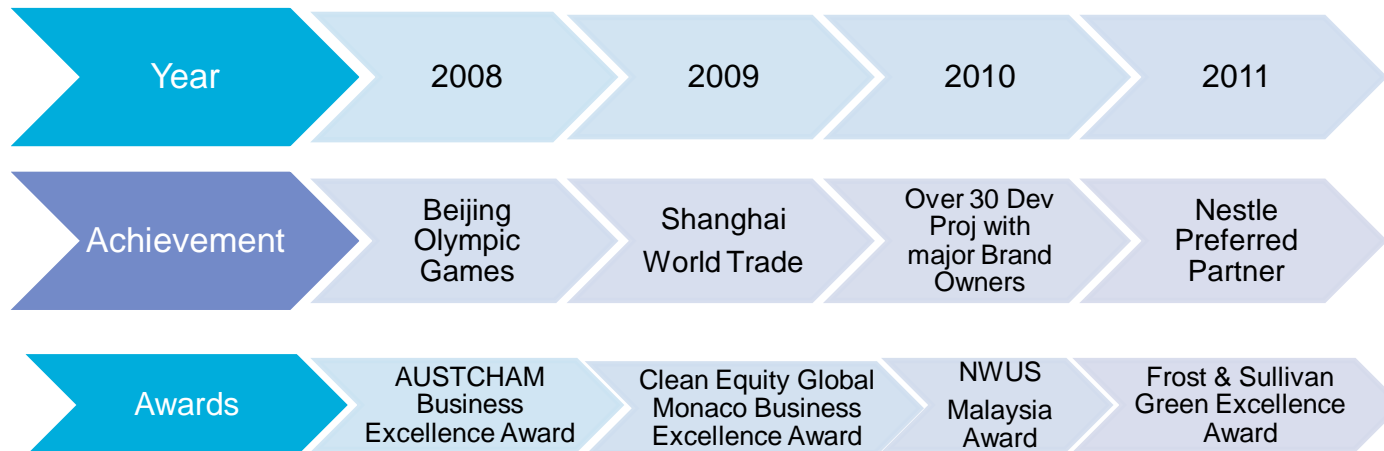 Year
2008
2009
2010
2011
Achievement
Beijing
Olympic
Games
Shanghai
World Trade
Over 30 Dev
Proj with
major Brand
Owners
Nestle
Preferred
Partner
Awards
AUSTCHAM
Business
Excellence Award
Clean Equity Global
Monaco Business
Excellence Award
NWUS
Malaysia
Award
Frost & Sullivan
Green Excellence
Award